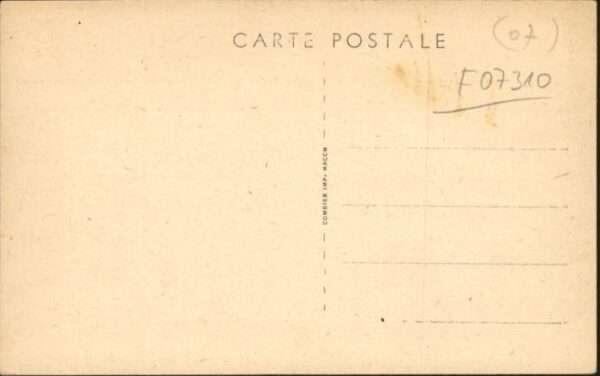 CARTE POSTALE
(07)
F07310
COMBIER IMP. MACON